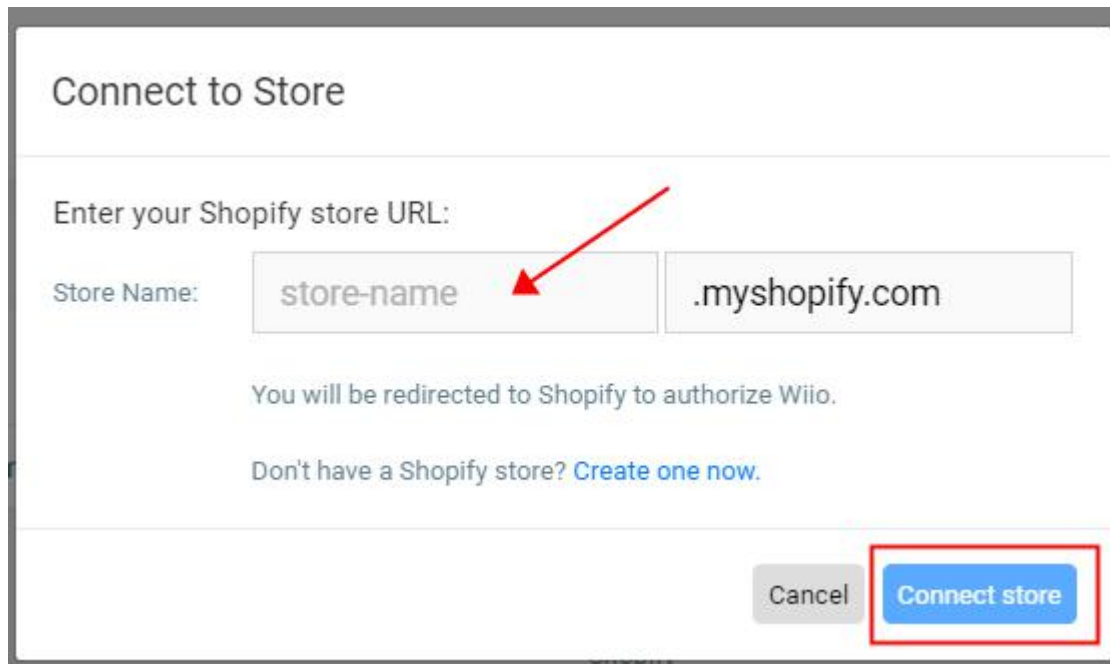 Connect to Store
Enter your Shopify store URL:
Store Name: store-name .myshopify.com
You will be redirected to Shopify to authorize Wiio.
Don't have a Shopify store? Create one now.
Cancel Connect store